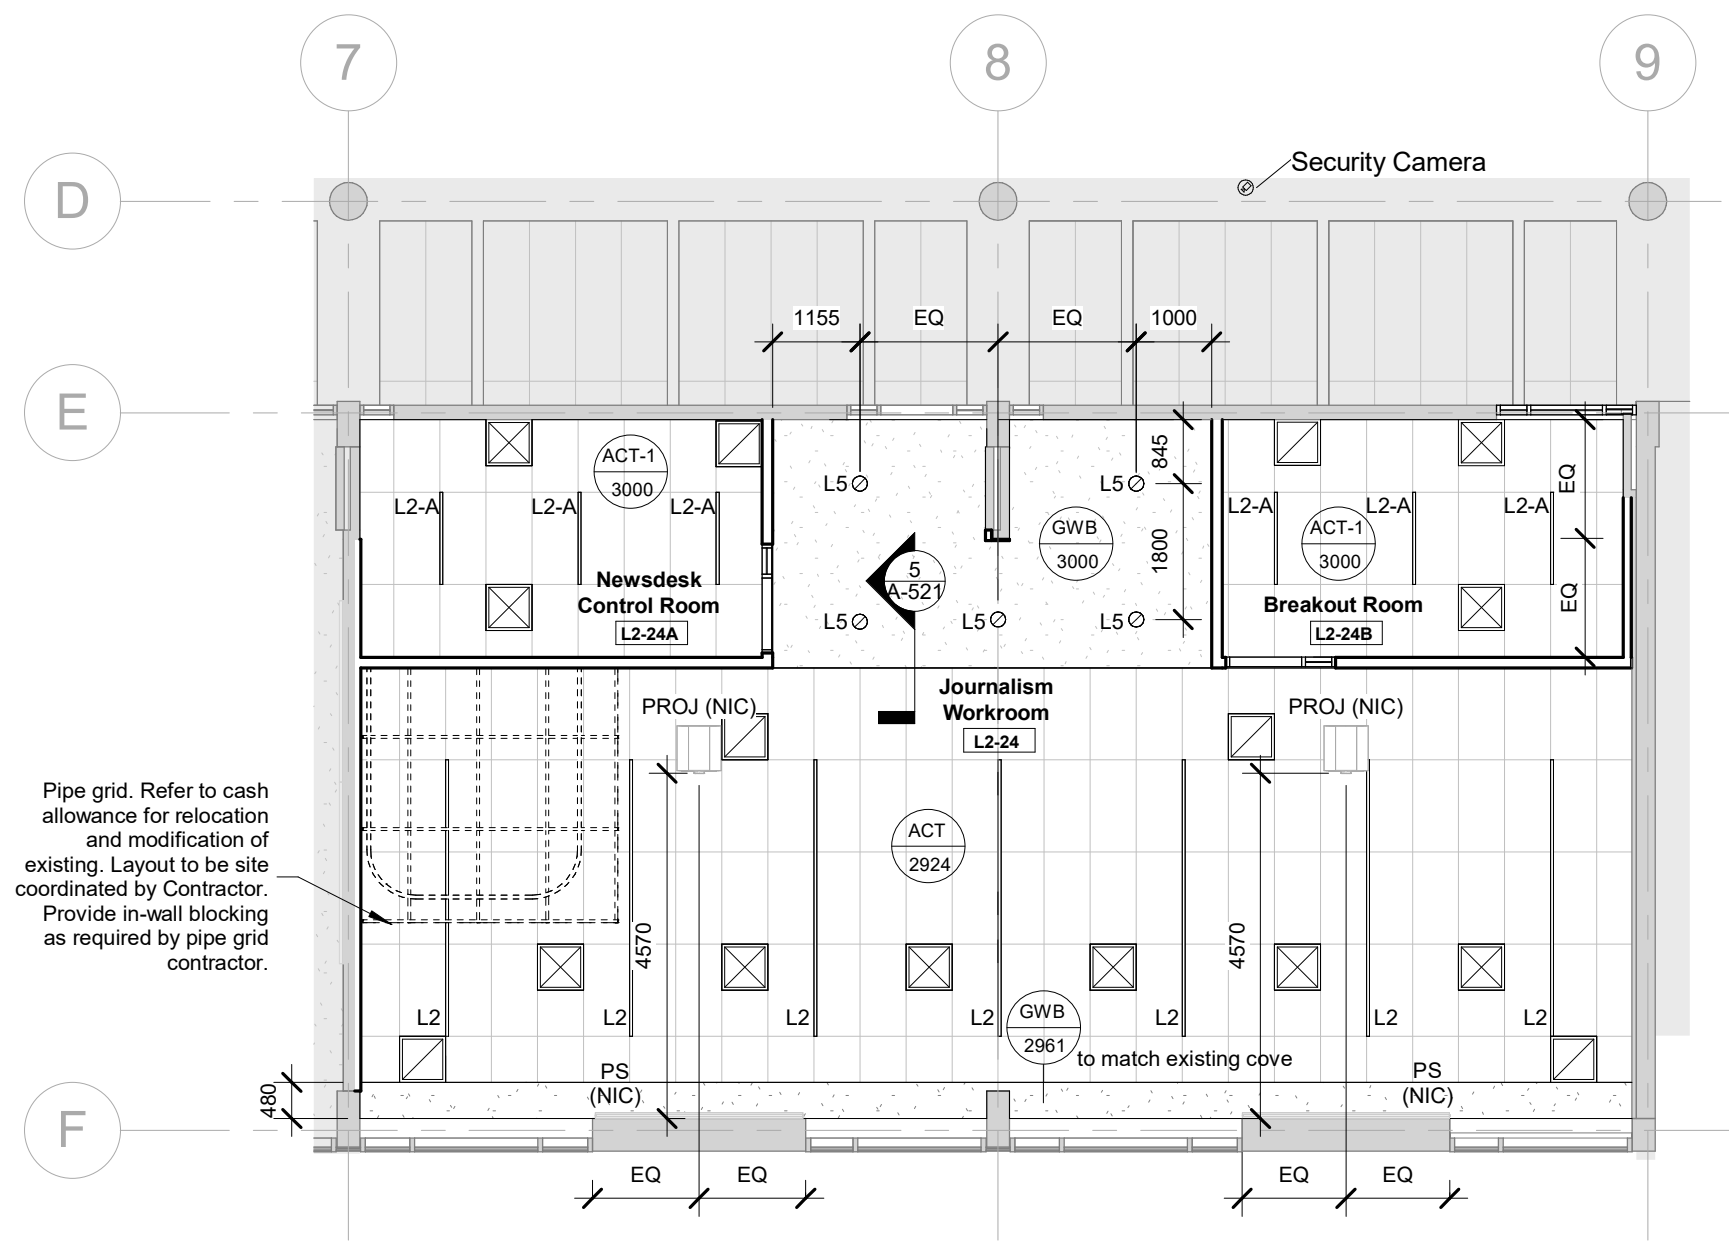 7
8
9
D
Security Camera
1155
EQ
EQ
1000
E
ACT-1
3000
L5
L5
845
EQ
L2-A
L2-A
L2-A
GWB
3000
1800
L2-A
L2-A
L2-A
ACT-1
3000
5
A-521
Newsdesk
Control Room
L2-24A
L5
L5
L5
EQ
Breakout Room
L2-24B
Journalism
Workroom
L2-24
PROJ (NIC)
PROJ (NIC)
Pipe grid. Refer to cash
allowance for relocation
and modification of
existing. Layout to be site
coordinated by Contractor.
Provide in-wall blocking
as required by pipe grid
contractor.
ACT
2924
4570
4570
L2
L2
L2
L2
L2
L2
L2
GWB
2961
to match existing cove
PS
(NIC)
PS
(NIC)
480
F
EQ
EQ
EQ
EQ